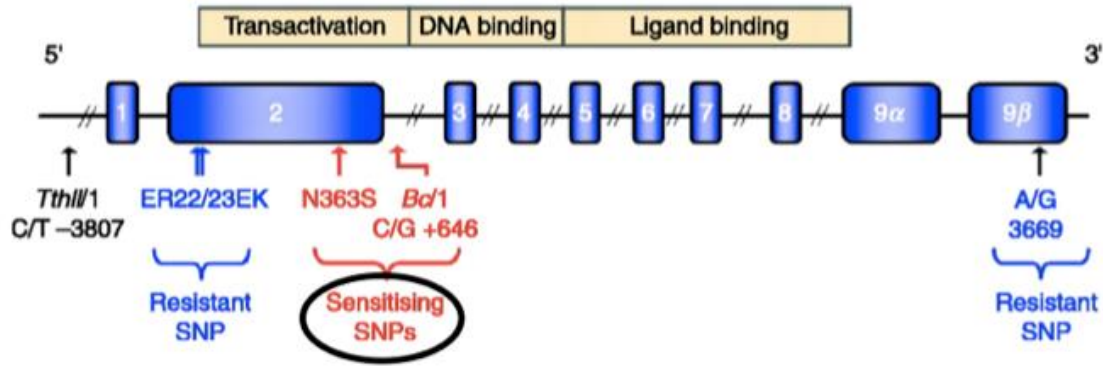 Transactivation DNA binding Ligand binding
5' 3'
1 2 3 4 5 6 7 8 9α 9β
TthIII/1 ER22/23EK N363S Bcl1 A/G
C/T –3807 C/G +646 3669
Resistant Sensitising Resistant
SNP SNPs SNP